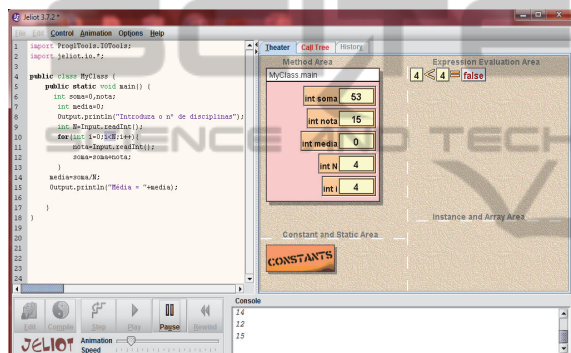 Jeliot 3.7.2 *
File Edit Control Animation Options Help
1 import Prog1Tools.IOTools;
2 import jeliot.io.*;
3
4 public class MyClass {
5 public static void main() {
6 int soma=0,nota;
7 int media=0;
8 Output.println("Introduza o nº de disciplinas");
9 int N=Input.readInt();
10 for(int i=0;i<N;i++){
11 nota=Input.readInt();
12 soma=soma+nota;
13 }
14 media=soma/N;
15 Output.println("Média = "+media);
16
17 }
18 }
19
20
21
22
23
24
Theater Call Tree History
Method Area
MyClass.main
int soma 53
int nota 15
int media 0
int N 4
int i 4
Expression Evaluation Area
4 < 4 = false
Constant and Static Area
CONSTANTS
Instance and Array Area
Edit Compile Step Play Pause Rewind
JELIOT
Animation Speed
Console
14
12
15
SCITE
SCIENCE AND TECH